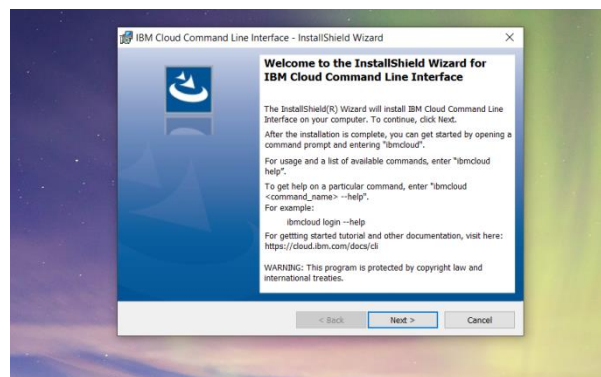 IBM Cloud Command Line Interface - InstallShield Wizard
Welcome to the InstallShield Wizard for
IBM Cloud Command Line Interface
The InstallShield(R) Wizard will install IBM Cloud Command Line
Interface on your computer. To continue, click Next.
After the installation is complete, you can get started by opening a
command prompt and entering "ibmcloud".
For usage and a list of available commands, enter "ibmcloud
help".
To get help on a particular command, enter "ibmcloud
<command_name> --help".
For example:
ibmcloud login --help
For gettting started tutorial and other documentation, visit here:
https://cloud.ibm.com/docs/cli
WARNING: This program is protected by copyright law and
international treaties.
< Back Next > Cancel